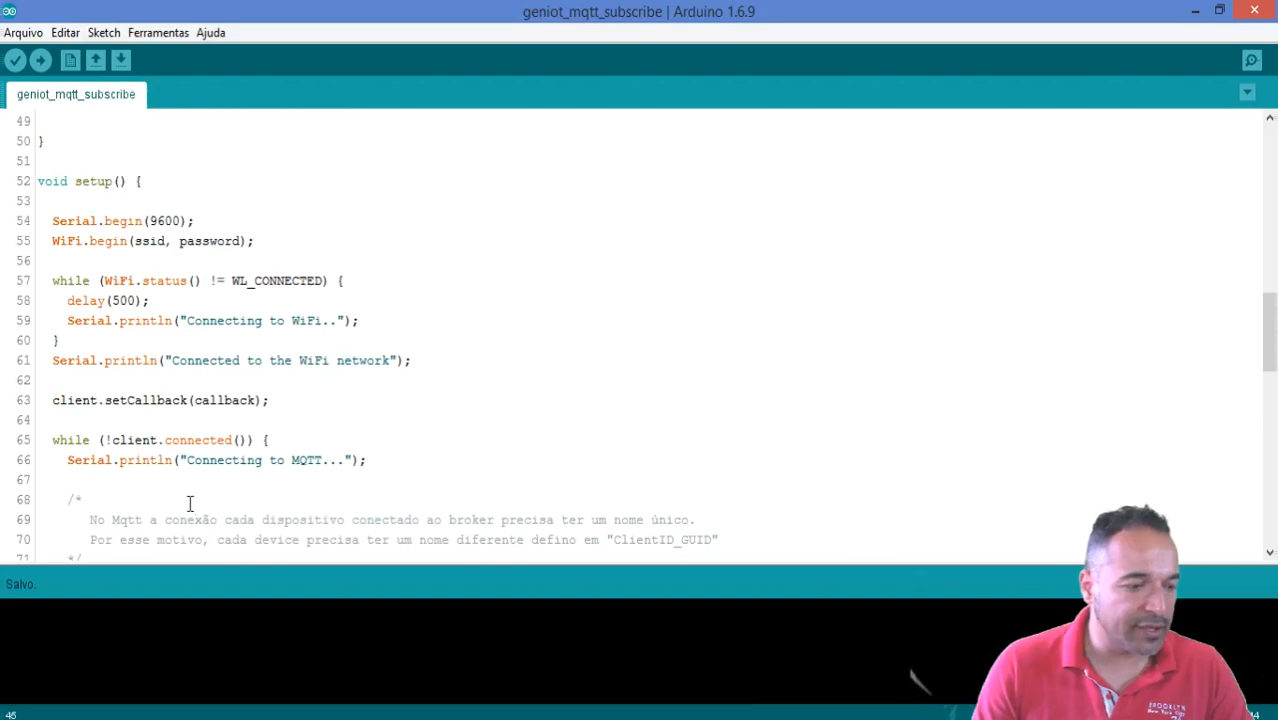 geniot_mqtt_subscribe | Arduino 1.6.9
Arquivo Editar Sketch Ferramentas Ajuda
geniot_mqtt_subscribe
49
50 }
51
52 void setup() {
53
54 Serial.begin(9600);
55 WiFi.begin(ssid, password);
56
57 while (WiFi.status() != WL_CONNECTED) {
58 delay(500);
59 Serial.println("Connecting to WiFi..");
60 }
61 Serial.println("Connected to the WiFi network");
62
63 client.setCallback(callback);
64
65 while (!client.connected()) {
66 Serial.println("Connecting to MQTT...");
67
68 /*
69 No Mqtt a conexão cada dispositivo conectado ao broker precisa ter um nome único.
70 Por esse motivo, cada device precisa ter um nome diferente defino em "ClientID_GUID"
71 */
Salvo.
BROOKLYN
New York City